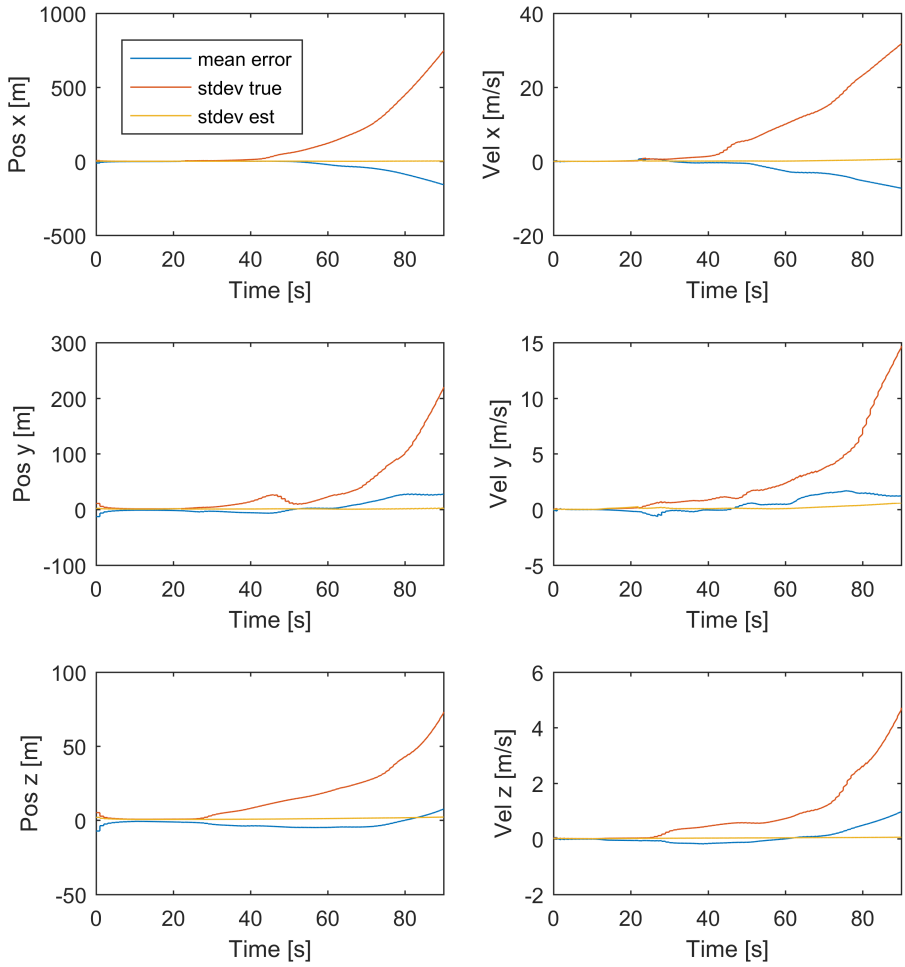 1000
500
0
-500
Pos x [m]
mean error
stdev true
stdev est
0 20 40 60 80
Time [s]
40
20
0
-20
Vel x [m/s]
0 20 40 60 80
Time [s]
300
200
100
0
-100
Pos y [m]
0 20 40 60 80
Time [s]
15
10
5
0
-5
Vel y [m/s]
0 20 40 60 80
Time [s]
100
50
0
-50
Pos z [m]
0 20 40 60 80
Time [s]
6
4
2
0
-2
Vel z [m/s]
0 20 40 60 80
Time [s]